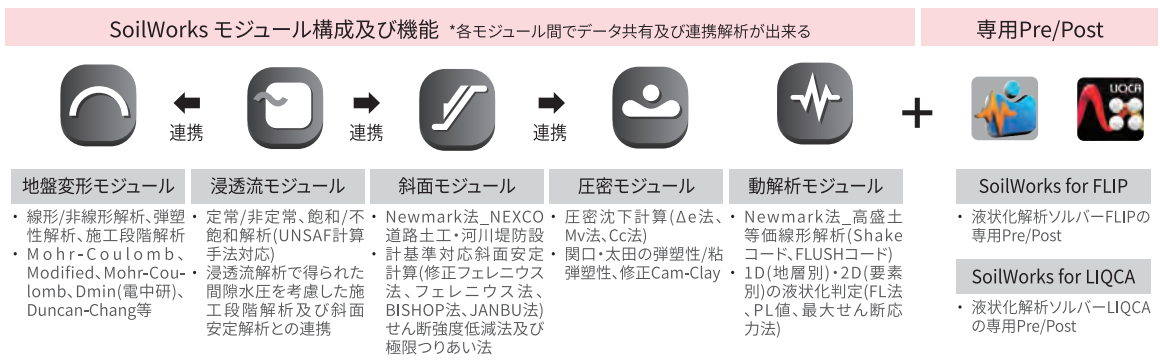 SoilWorks モジュール構成及び機能 *各モジュール間でデータ共有及び連携解析が出来る
専用Pre/Post
連携
連携
連携
LIQCA
地盤変形モジュール
・ 線形/非線形解析、弾塑
性解析、施工段階解析
・ Mohr-Coulomb、
Modified、Mohr-Cou-
lomb、Dmin(電中研)、
Duncan-Chang等
浸透流モジュール
・ 定常/非定常、飽和/不
飽和解析(UNSAF計算
手法対応)
・ 浸透流解析で得られた
間隙水圧を考慮した施
工段階解析及び斜面
安定解析との連携
斜面モジュール
・ Newmark法_NEXCO
道路土工・河川堤防設
計基準対応斜面安定
計算(修正フェレニウス
法、フェレニウス法、
BISHOP法、JANBU法)
せん断強度低減法及び
極限つりあい法
圧密モジュール
・ 圧密沈下計算(Δe法、
Mv法、Cc法)
・ 関口・太田の弾塑性/粘
弾塑性、修正Cam-Clay
動解析モジュール
・ Newmark法_高盛土
等価線形解析(Shake
コード、FLUSHコード)
・ 1D(地層別)・2D(要素
別)の液状化判定(FL法
、PL値、最大せん断応
力法)
SoilWorks for FLIP
・ 液状化解析ソルバーFLIPの
専用Pre/Post
SoilWorks for LIQCA
・ 液状化解析ソルバーLIQCA
の専用Pre/Post